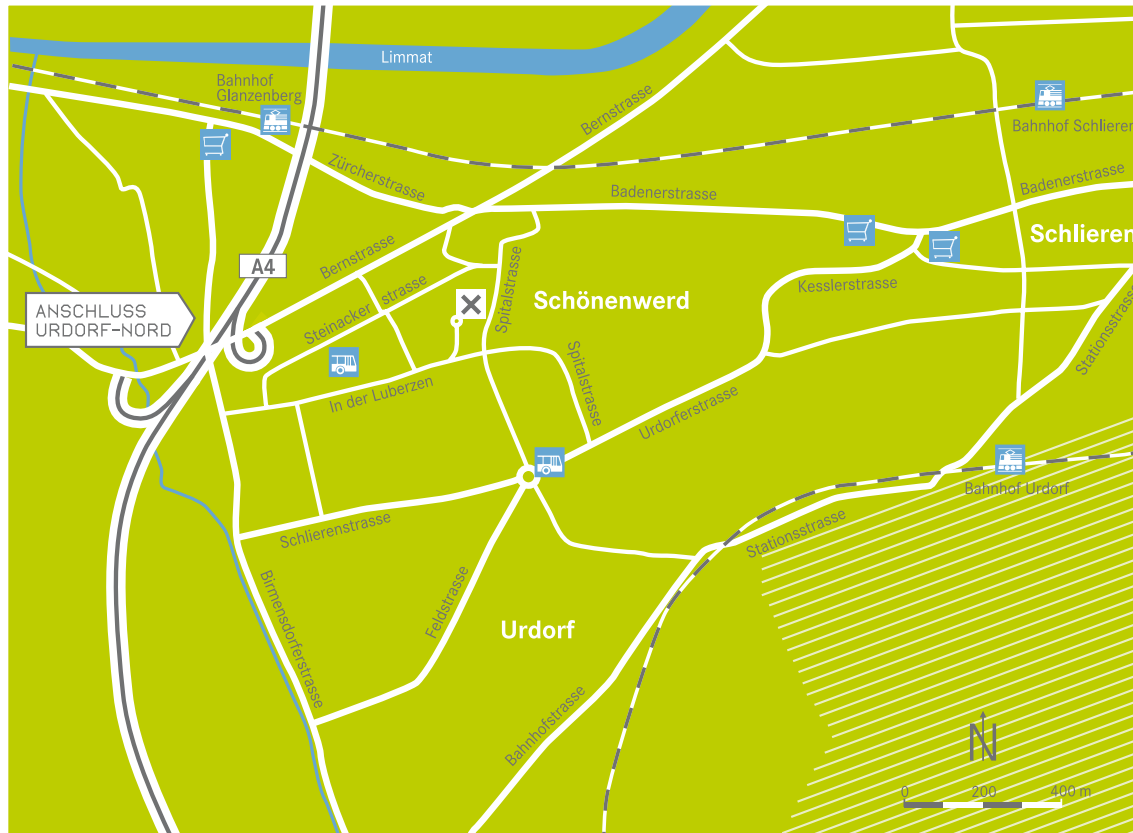 Limmat
Bahnhof
Glanzenberg
Bernstrasse
Bahnhof Schlieren
Zürcherstrasse
Badenerstrasse
Badenerstrasse
Schlieren
Bernstrasse
A4
Spitalstrasse
Kesslerstrasse
Steinacker strasse
Schönenwerd
ANSCHLUSS
URDORF-NORD
Stationsstrasse
In der Luberzen
Spitalstrasse
Urdorferstrasse
Bahnhof Urdorf
Schlierenstrasse
Stationsstrasse
Birmensdorferstrasse
Feldstrasse
Urdorf
Bahnhofstrasse
N
0 200 400 m